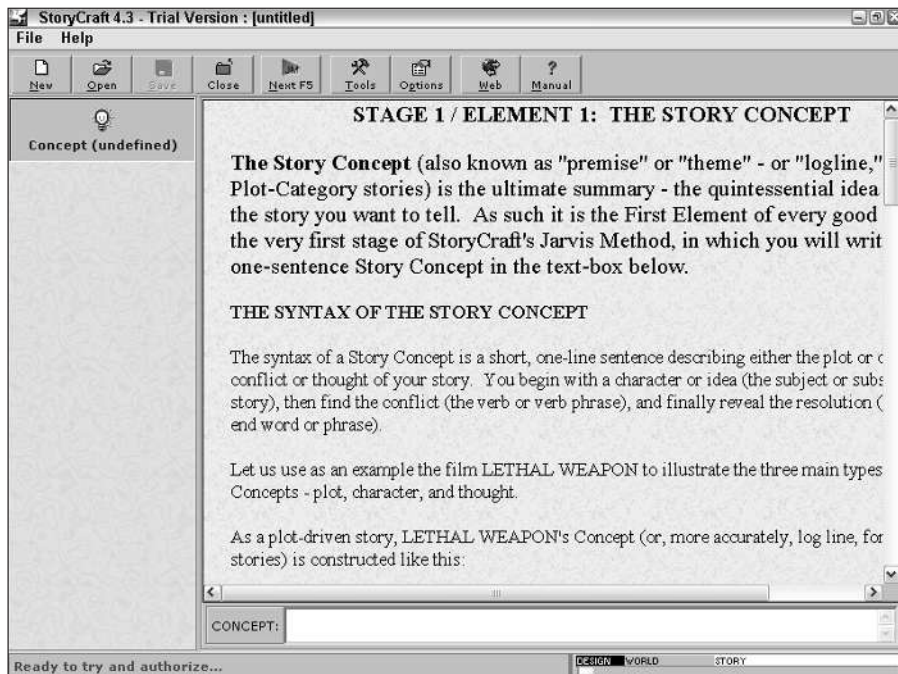 StoryCraft 4.3 - Trial Version : [untitled]
File Help
New Open Save Close Next F5 Tools Options Web Manual
Concept (undefined)
STAGE 1 / ELEMENT 1: THE STORY CONCEPT
The Story Concept (also known as "premise" or "theme" - or "logline,"
Plot-Category stories) is the ultimate summary - the quintessential idea
the story you want to tell. As such it is the First Element of every good
the very first stage of StoryCraft's Jarvis Method, in which you will writ
one-sentence Story Concept in the text-box below.
THE SYNTAX OF THE STORY CONCEPT
The syntax of a Story Concept is a short, one-line sentence describing either the plot or c
conflict or thought of your story. You begin with a character or idea (the subject or subs
story), then find the conflict (the verb or verb phrase), and finally reveal the resolution (
end word or phrase).
Let us use as an example the film LETHAL WEAPON to illustrate the three main types
Concepts - plot, character, and thought.
As a plot-driven story, LETHAL WEAPON's Concept (or, more accurately, log line, for
stories) is constructed like this:
CONCEPT:
Ready to try and authorize...
DESIGN WORLD STORY